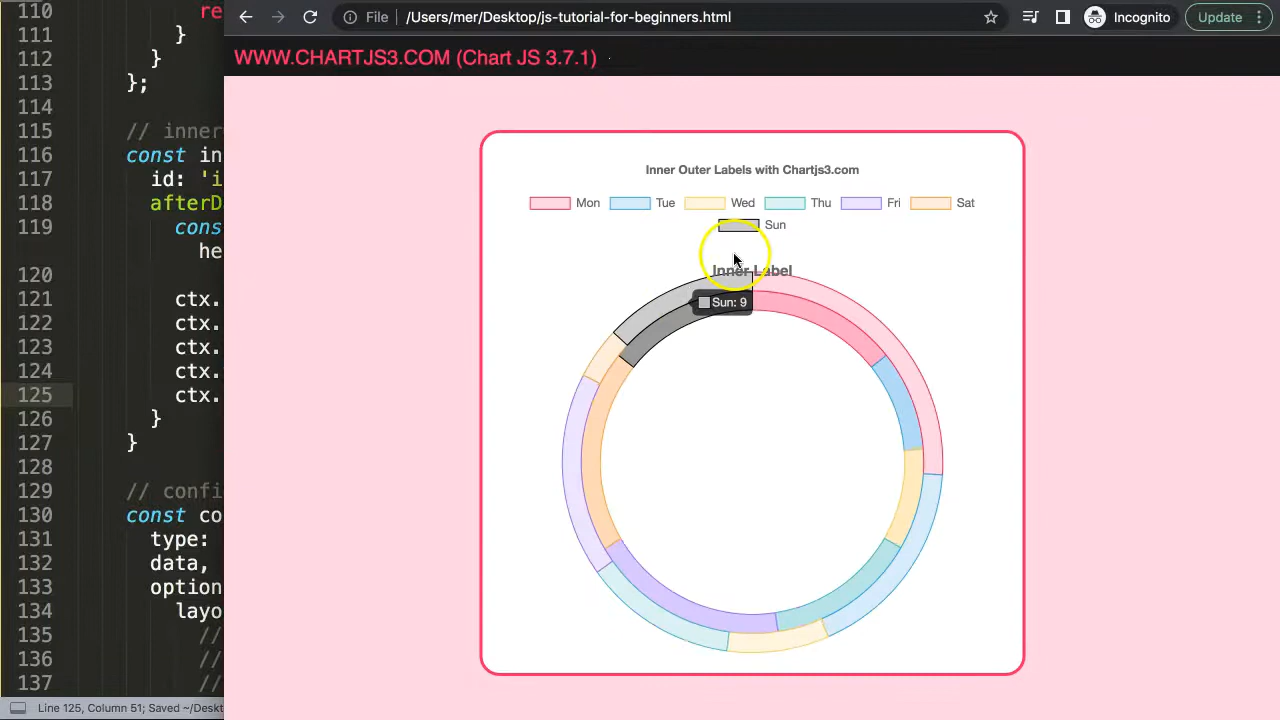 /Users/mer/Desktop/js-tutorial-for-beginners.html
File
Incognito
Update
WWW.CHARTJS3.COM (Chart JS 3.7.1)
110 re
111 }
112 }
113 };
114
115 // inner
116 const in
117 id: 'i
118 afterD
119 cons
he
120
121 ctx.
122 ctx.
123 ctx.
124 ctx.
125 ctx.
126 }
127 }
128
129 // confi
130 const co
131 type:
132 data,
133 option
134 layo
135 //
136 //
137 //
Line 125, Column 51; Saved ~/Deskt
Inner Outer Labels with Chartjs3.com
Mon Tue Wed Thu Fri Sat
Sun
Inner Label
Sun: 9